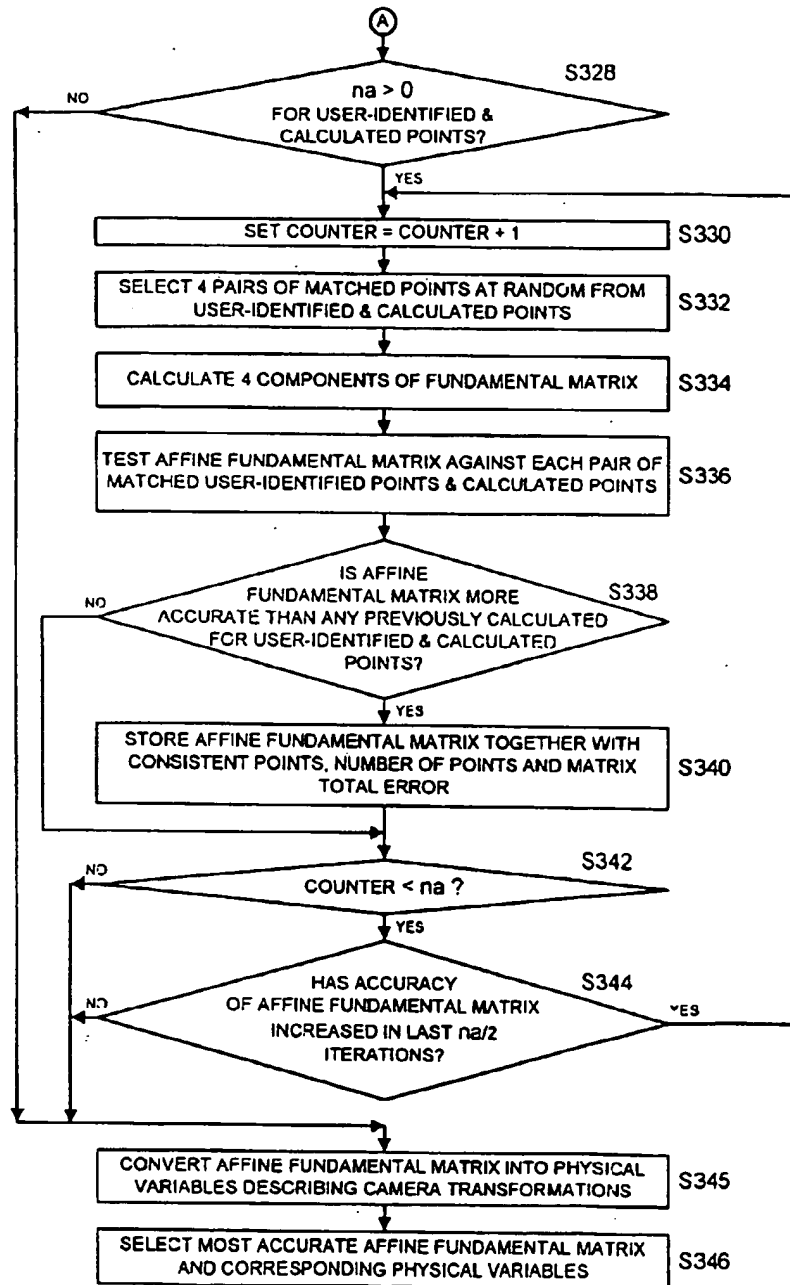 A
S328
na > 0
FOR USER-IDENTIFIED &
CALCULATED POINTS?
NO
YES
SET COUNTER = COUNTER + 1
S330
SELECT 4 PAIRS OF MATCHED POINTS AT RANDOM FROM
USER-IDENTIFIED & CALCULATED POINTS
S332
CALCULATE 4 COMPONENTS OF FUNDAMENTAL MATRIX
S334
TEST AFFINE FUNDAMENTAL MATRIX AGAINST EACH PAIR OF
MATCHED USER-IDENTIFIED POINTS & CALCULATED POINTS
S336
IS AFFINE
FUNDAMENTAL MATRIX MORE
ACCURATE THAN ANY PREVIOUSLY CALCULATED
FOR USER-IDENTIFIED & CALCULATED
POINTS?
S338
NO
YES
STORE AFFINE FUNDAMENTAL MATRIX TOGETHER WITH
CONSISTENT POINTS, NUMBER OF POINTS AND MATRIX
TOTAL ERROR
S340
S342
NO
COUNTER < na ?
YES
HAS ACCURACY
OF AFFINE FUNDAMENTAL MATRIX
INCREASED IN LAST na/2
ITERATIONS?
S344
NO
YES
CONVERT AFFINE FUNDAMENTAL MATRIX INTO PHYSICAL
VARIABLES DESCRIBING CAMERA TRANSFORMATIONS
S345
SELECT MOST ACCURATE AFFINE FUNDAMENTAL MATRIX
AND CORRESPONDING PHYSICAL VARIABLES
S346